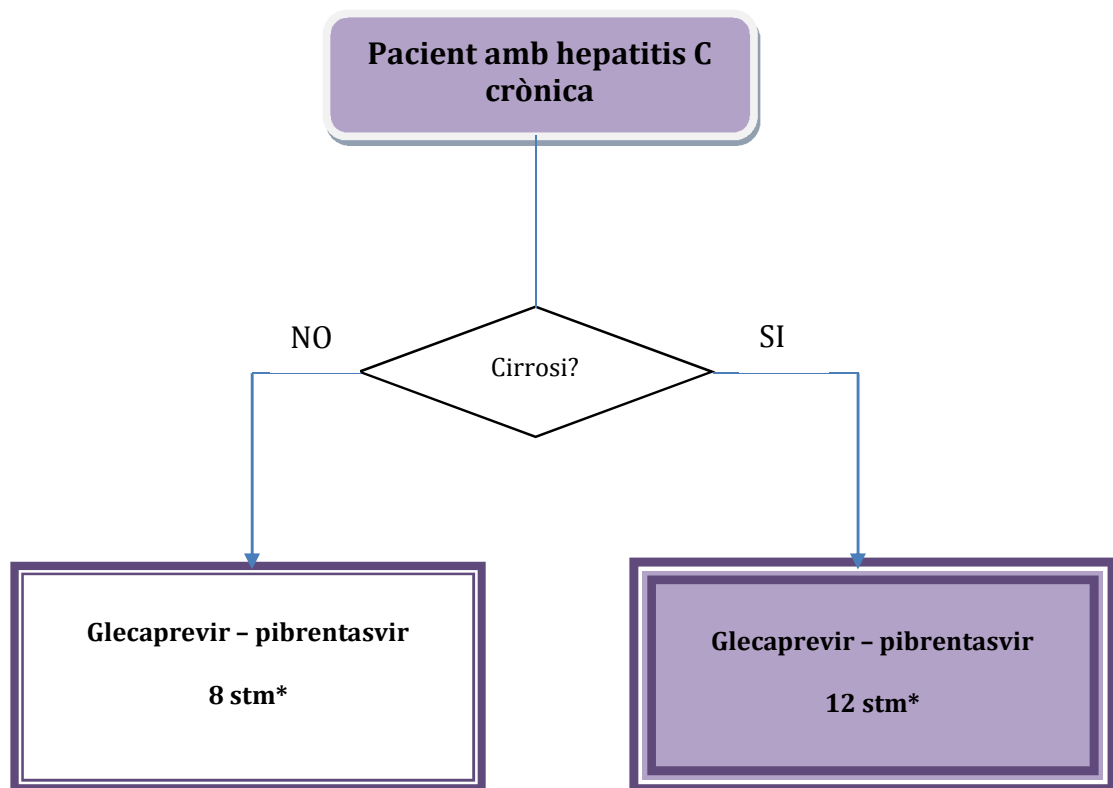 Pacient amb hepatitis C
crònica
NO
SI
Cirrosi?
Glecaprevir – pibrentasvir
8 stm*
Glecaprevir – pibrentasvir
12 stm*